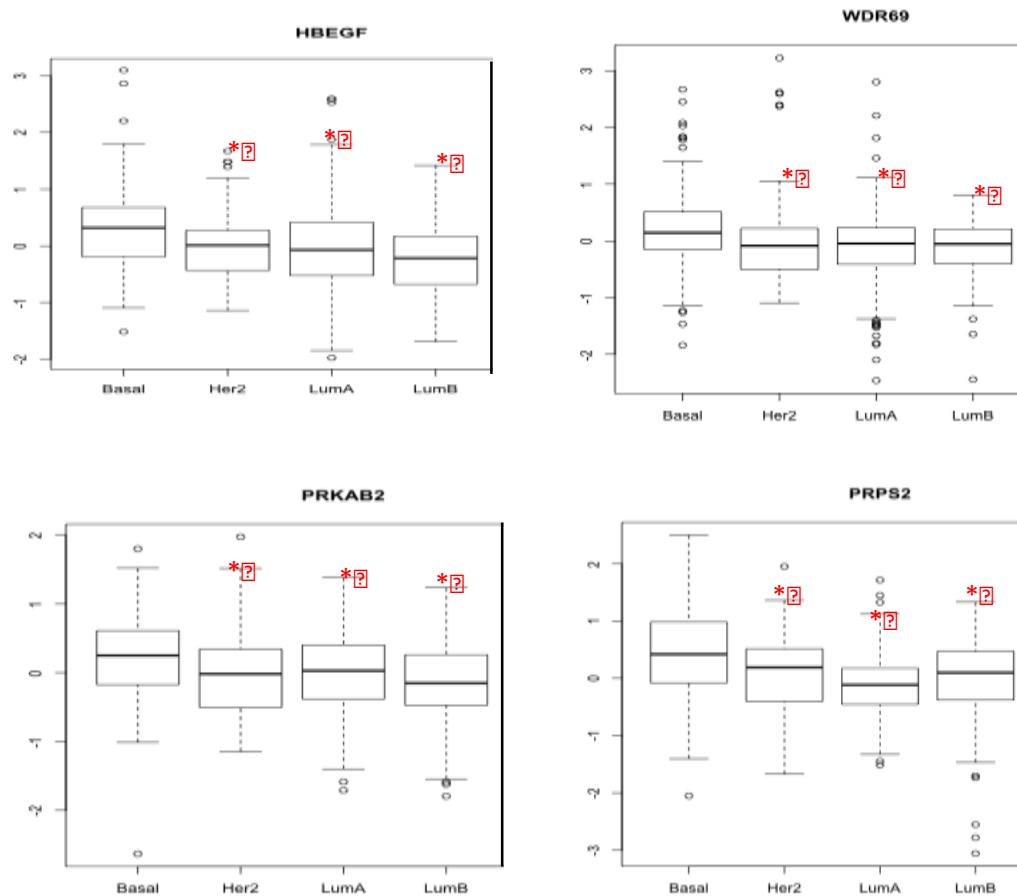 HBEGF
3
2
1
0
-1
-2
*?
*?
*?
Basal
Her2
LumA
LumB
WDR69
3
2
1
0
-1
-2
*?
*?
*?
Basal
Her2
LumA
LumB
PRKAB2
2
1
0
-1
-2
*?
*?
*?
Basal
Her2
LumA
LumB
PRPS2
2
1
0
-1
-2
-3
*?
*?
*?
Basal
Her2
LumA
LumB